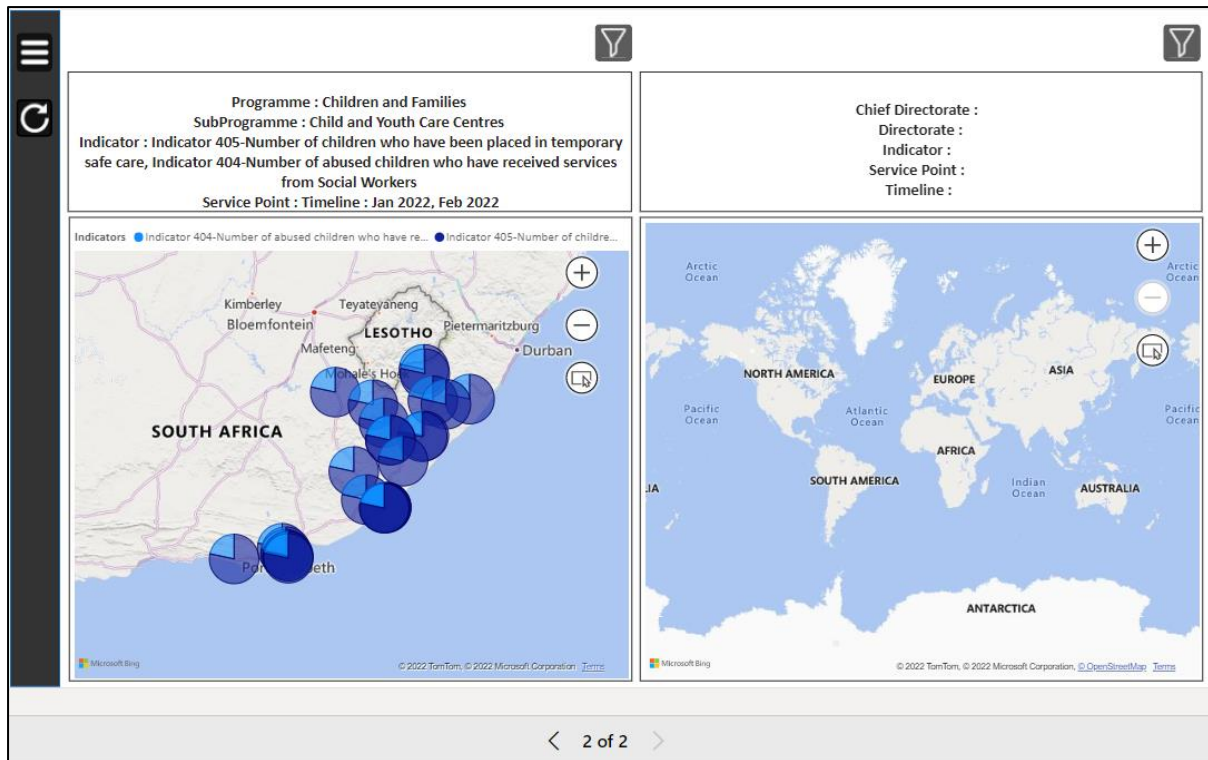 Programme : Children and Families
SubProgramme : Child and Youth Care Centres
Indicator : Indicator 405-Number of children who have been placed in temporary
safe care, Indicator 404-Number of abused children who have received services
from Social Workers
Service Point : Timeline : Jan 2022, Feb 2022
Indicators Indicator 404-Number of abused children who have re... Indicator 405-Number of childre...
Kimberley
Teyateyaneng
Bloemfontein
LESOTHO
Pietermaritzburg
Mafeteng
Durban
SOUTH AFRICA
Microsoft Bing
© 2022 TomTom, © 2022 Microsoft Corporation Terms
Chief Directorate :
Directorate :
Indicator :
Service Point :
Timeline :
Arctic
Ocean
Arctic
Ocean
NORTH AMERICA
EUROPE
ASIA
Pacific
Ocean
Atlantic
Ocean
Pacific
Ocean
AFRICA
SOUTH AMERICA
Indian
Ocean
IA
AUSTRALIA
ANTARCTICA
Microsoft Bing
© 2022 TomTom, © 2022 Microsoft Corporation, © OpenStreetMap Terms
2 of 2